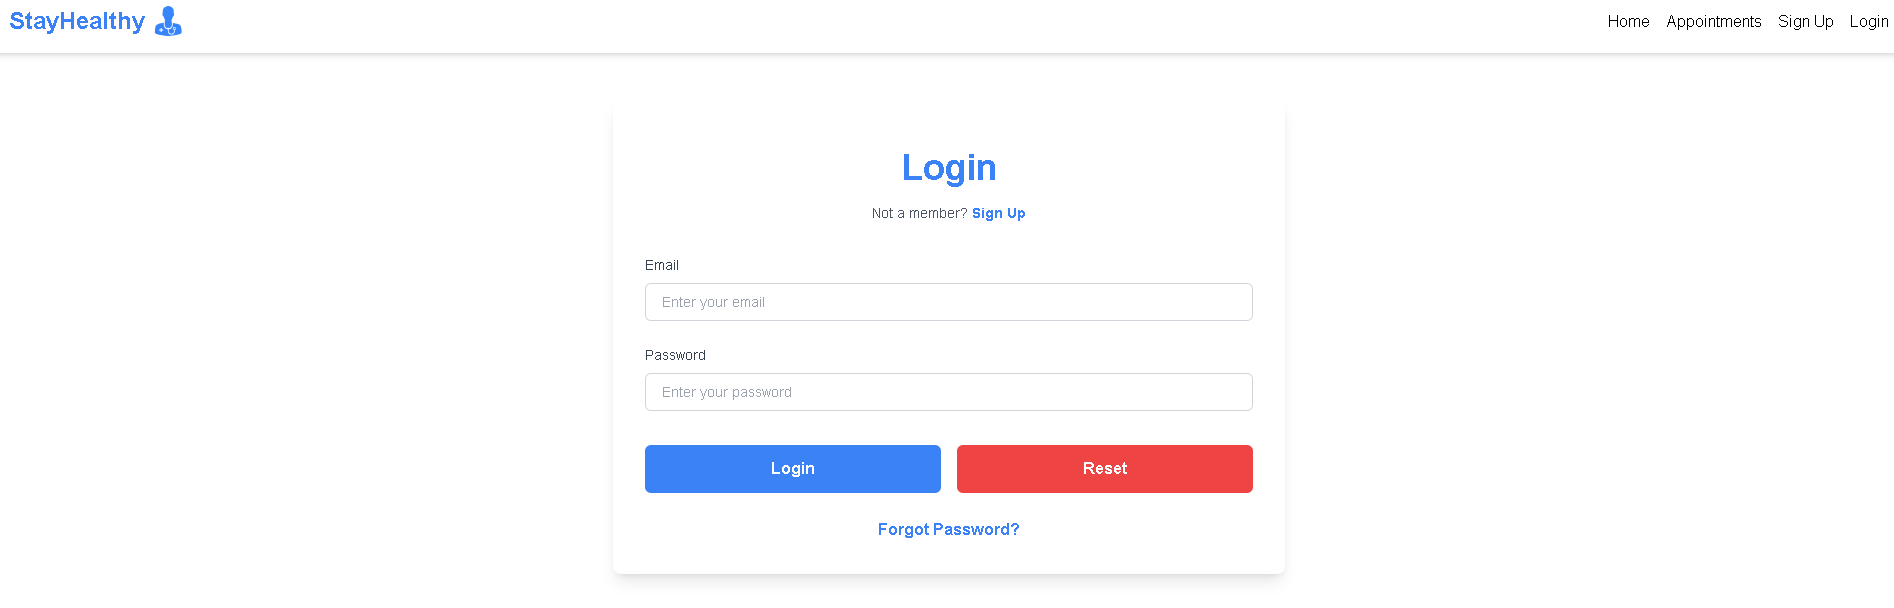 StayHealthy
Home Appointments Sign Up Login
Login
Not a member? Sign Up
Email
Enter your email
Password
Enter your password
Login Reset
Forgot Password?